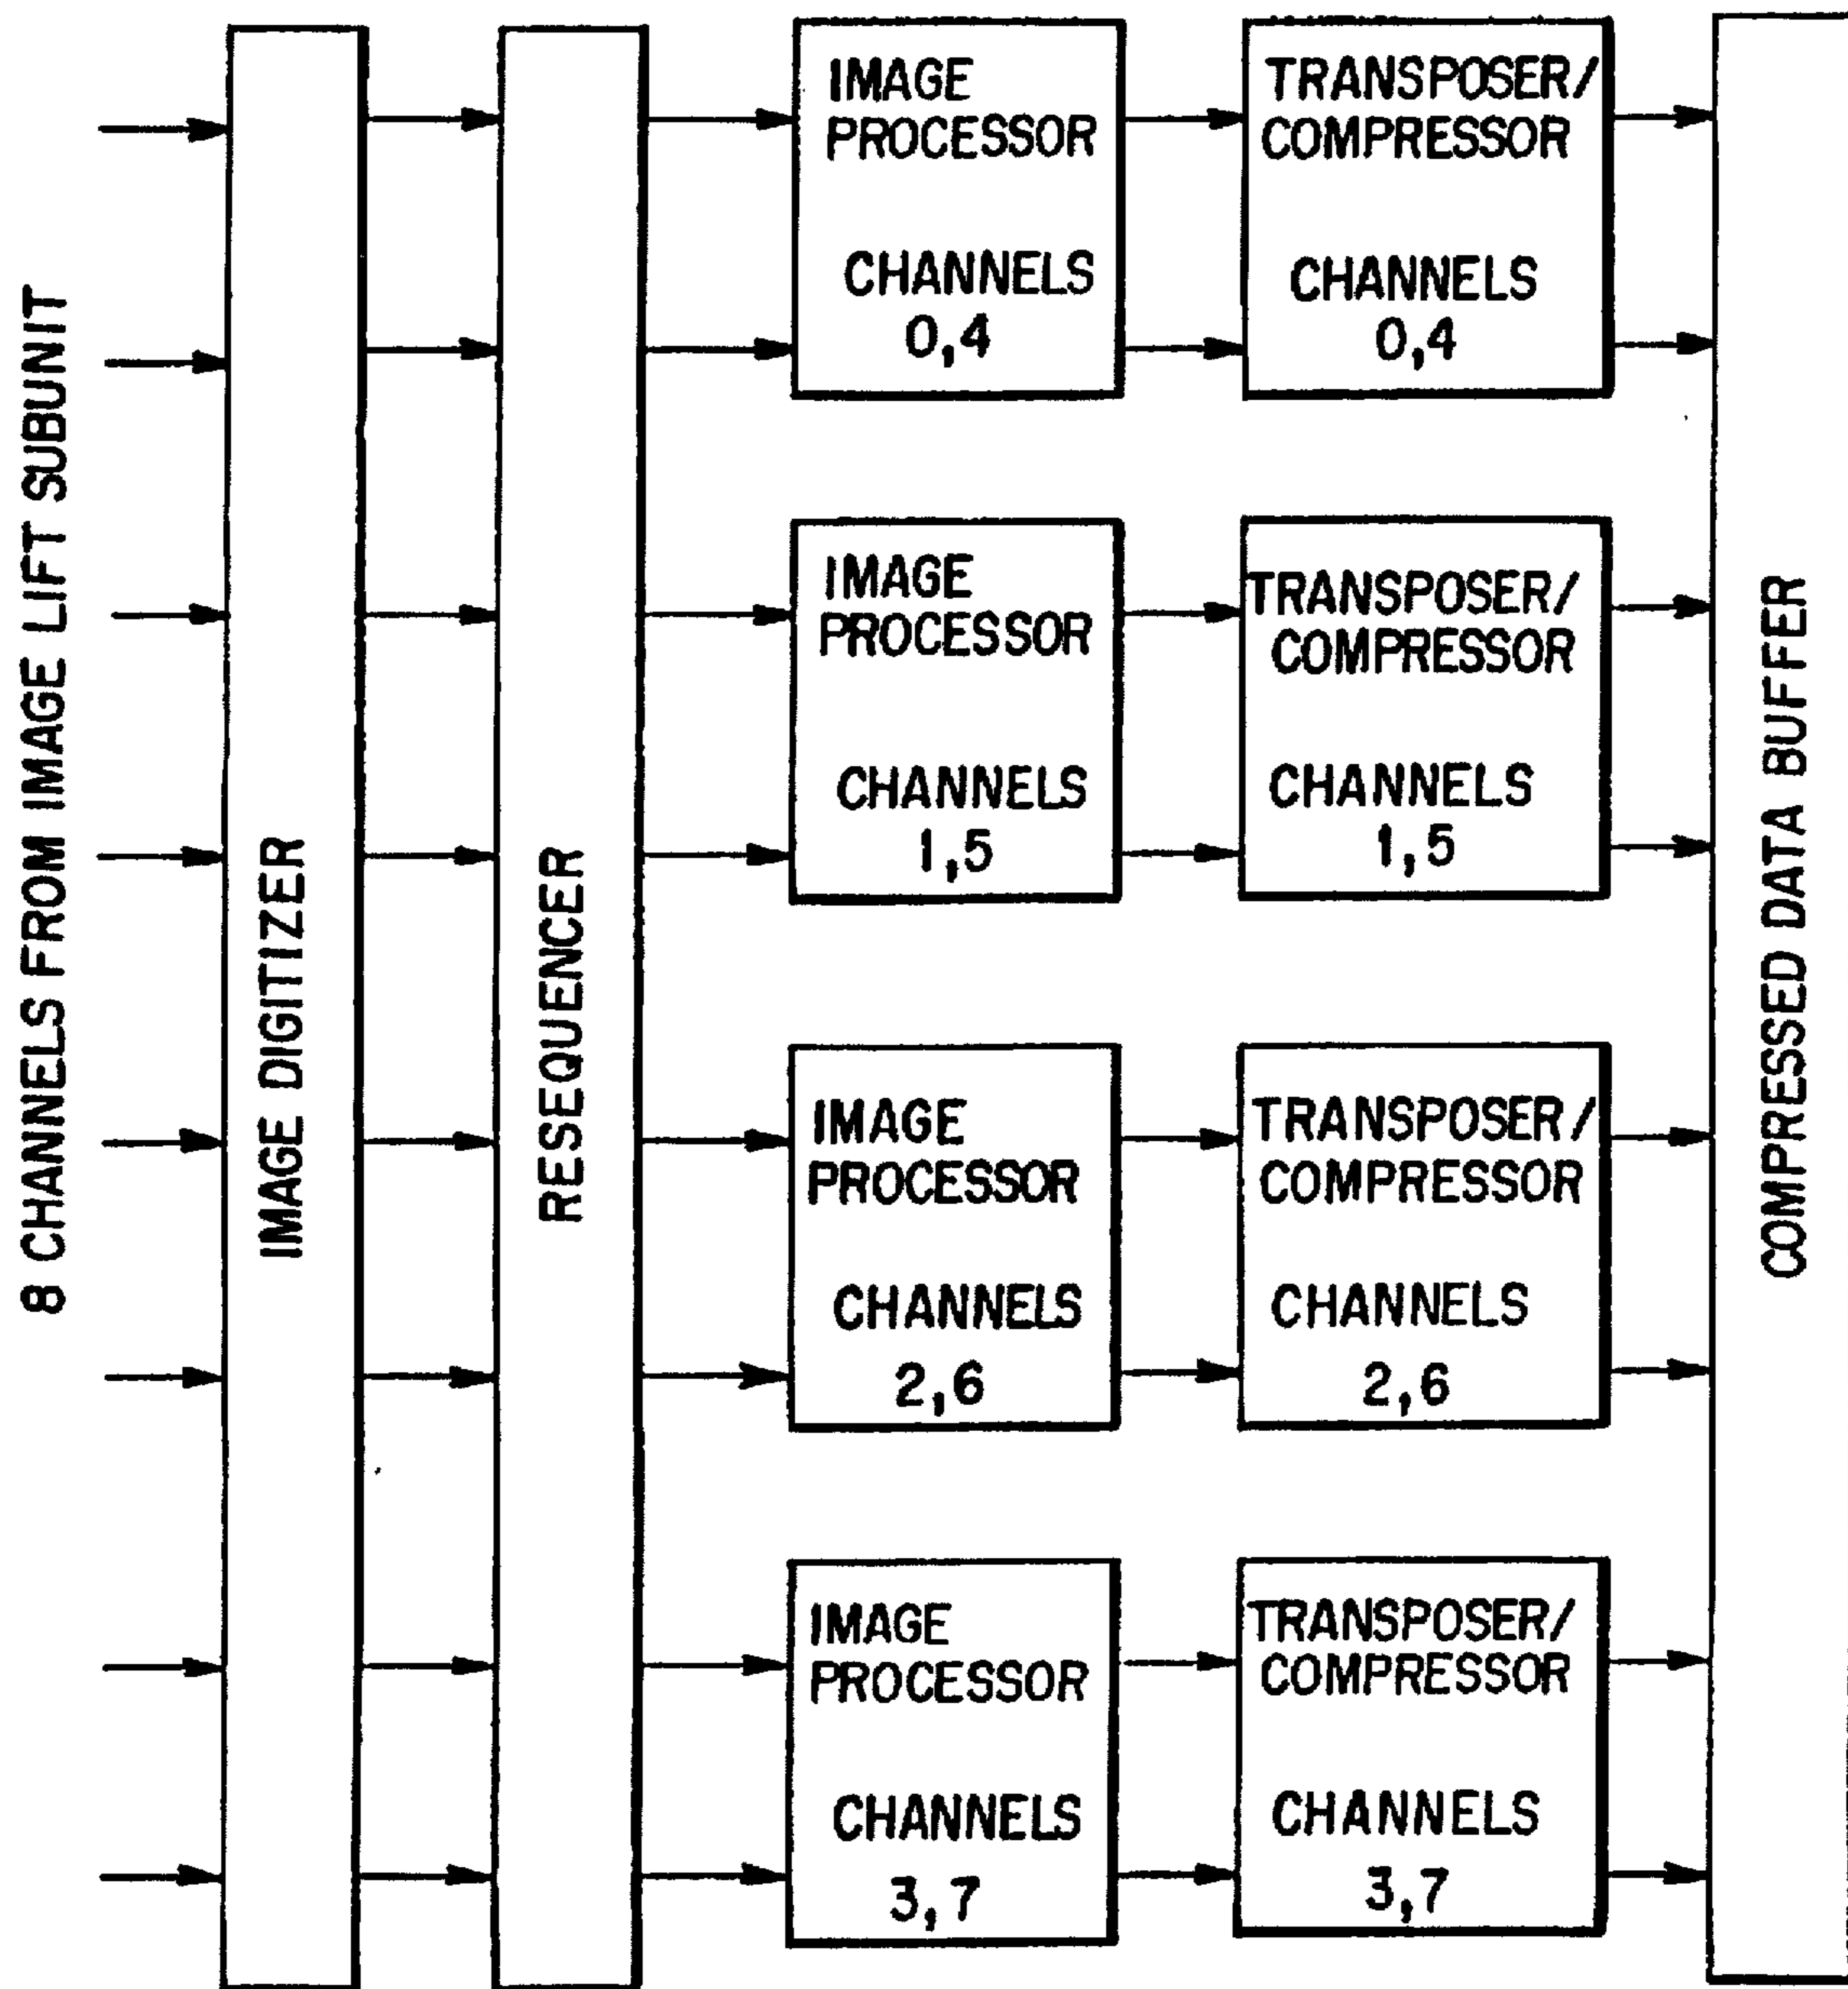 8 CHANNELS FROM IMAGE LIFT SUBUNIT
IMAGE DIGITIZER
RESEQUENCER
IMAGE
PROCESSOR
CHANNELS
0,4
TRANSPOSER/
COMPRESSOR
CHANNELS
0,4
IMAGE
PROCESSOR
CHANNELS
1,5
TRANSPOSER/
COMPRESSOR
CHANNELS
1,5
IMAGE
PROCESSOR
CHANNELS
2,6
TRANSPOSER/
COMPRESSOR
CHANNELS
2,6
IMAGE
PROCESSOR
CHANNELS
3,7
TRANSPOSER/
COMPRESSOR
CHANNELS
3,7
COMPRESSED DATA BUFFER